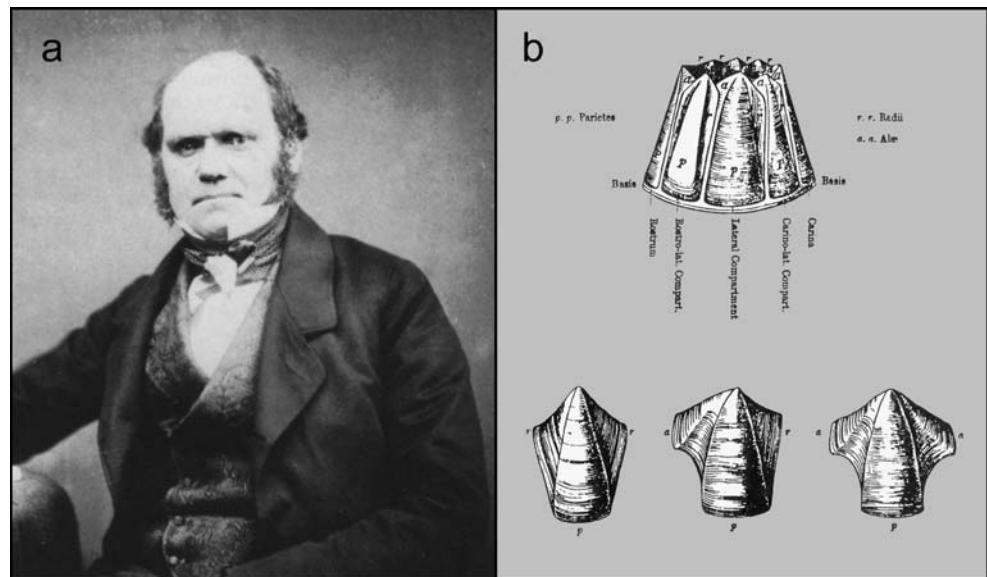 a
b
r r r r
a a a
p. p. Parietes
r. r. Radii
a. a. Alæ
P
p
p
Basis
Basis
Rostrum
Rostro-lat. Compart.
Lateral Compartment
Carino-lat. Compart.
Carina
r r
a r
a a
p
p
p